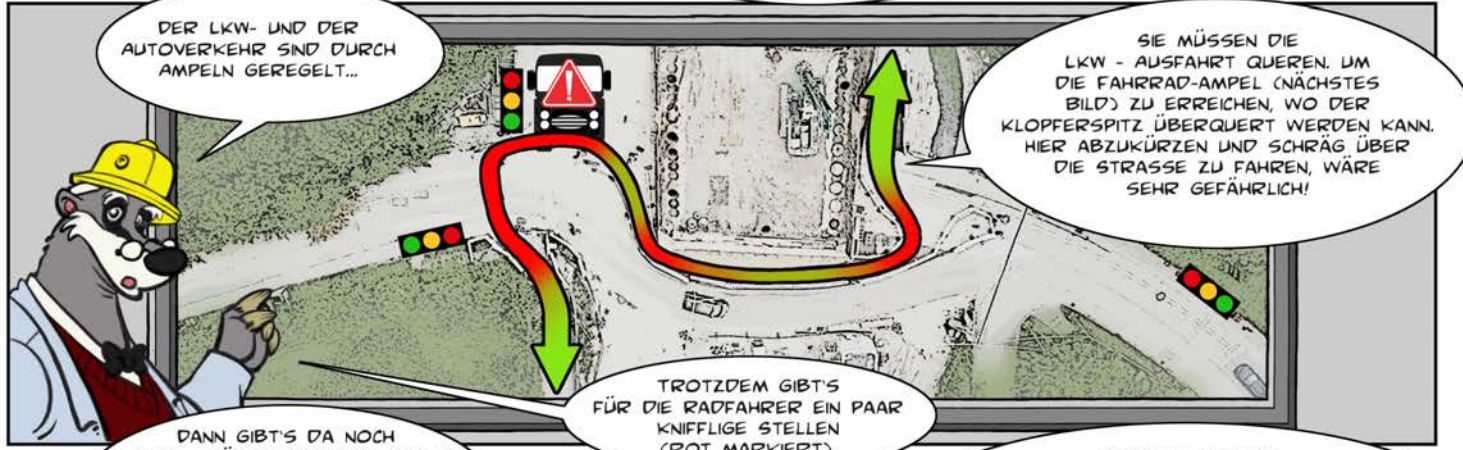 DER LKW- UND DER
AUTOVERKEHR SIND DURCH
AMPELN GEREGELT...
SIE MÜSSEN DIE
LKW - AUSFAHRT QUEREN. UM
DIE FAHRRAD-AMPEL (NÄCHSTES
BILD) ZU ERREICHEN, WO DER
KLOPFERSPITZ ÜBERQUERT WERDEN KANN.
HIER ABZUKÜRZEN UND SCHRÄG ÜBER
DIE STRASSE ZU FAHREN, WÄRE
SEHR GEFÄHRLICH!
TROTZDEM GIBT'S
FÜR DIE RADFAHRER EIN PAAR
KNIFFLIGE STELLEN
(ROT MARKIERT)
DANN GIBT'S DA NOCH